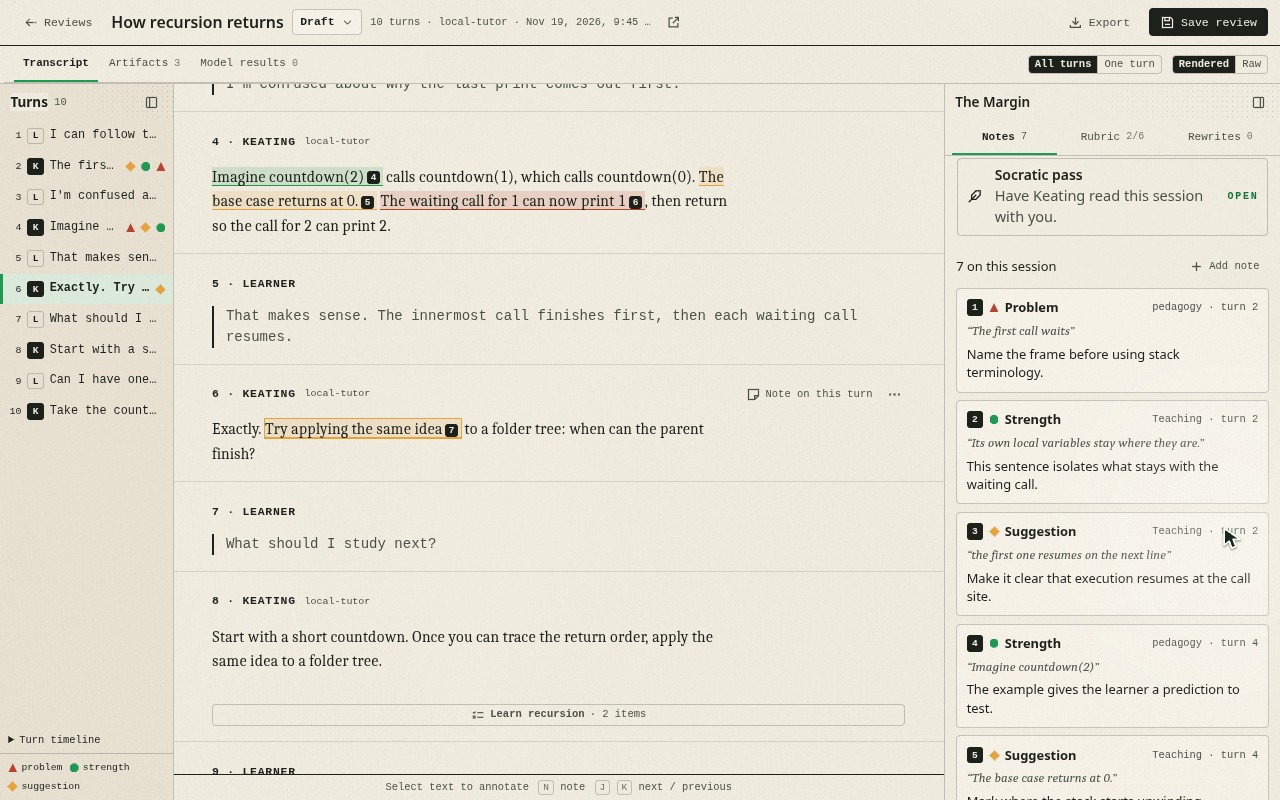 Reviews
How recursion returns
Draft
10 turns · local-tutor · Nov 19, 2026, 9:45 …
Export
Save review
Transcript
Artifacts 3
Model results 0
All turns
One turn
Rendered
Raw
Turns 10
1 L I can follow t…
2 K The firs…
3 L I'm confused a…
4 K Imagine …
5 L That makes sen…
6 K Exactly. Try …
7 L What should I …
8 K Start with a s…
9 L Can I have one…
10 K Take the count…
Turn timeline
problem
strength
suggestion
I'm confused about why the last print comes out first.
4 · KEATING local-tutor
Imagine countdown(2) 4 calls countdown(1), which calls countdown(0). The
base case returns at 0. 5 The waiting call for 1 can now print 1 6, then return
so the call for 2 can print 2.
5 · LEARNER
That makes sense. The innermost call finishes first, then each waiting call
resumes.
6 · KEATING local-tutor
Note on this turn
Exactly. Try applying the same idea 7 to a folder tree: when can the parent
finish?
7 · LEARNER
What should I study next?
8 · KEATING local-tutor
Start with a short countdown. Once you can trace the return order, apply the
same idea to a folder tree.
Learn recursion · 2 items
9 · LEARNER
Select text to annotate N note J K next / previous
The Margin
Notes 7
Rubric 2/6
Rewrites 0
Socratic pass
Have Keating read this session
with you.
OPEN
7 on this session
Add note
1 Problem pedagogy · turn 2
“The first call waits”
Name the frame before using stack
terminology.
2 Strength Teaching · turn 2
“Its own local variables stay where they are.”
This sentence isolates what stays with the
waiting call.
3 Suggestion Teaching · turn 2
“the first one resumes on the next line”
Make it clear that execution resumes at the call
site.
4 Strength pedagogy · turn 4
“Imagine countdown(2)”
The example gives the learner a prediction to
test.
5 Suggestion Teaching · turn 4
“The base case returns at 0.”
Mark where the stack starts unwinding.